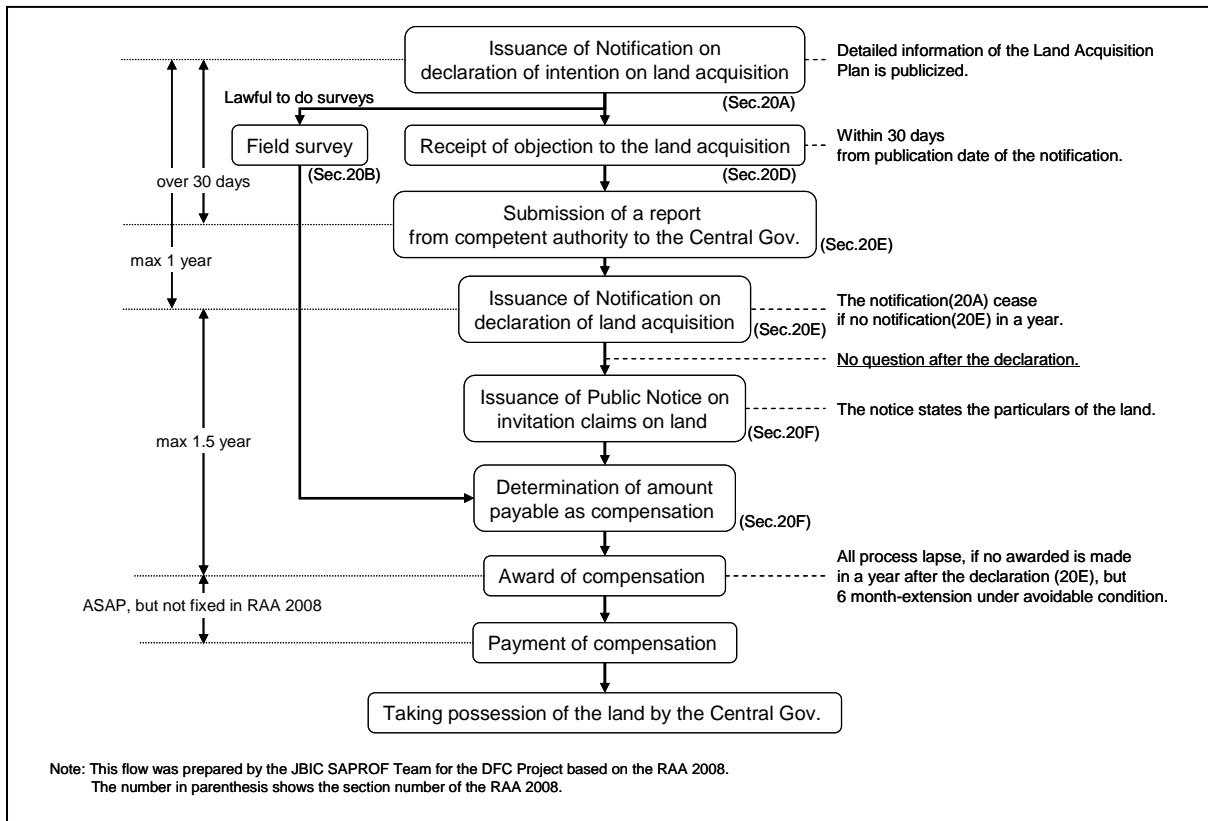 Issuance of Notification on
declaration of intention on land acquisition
(Sec.20A)
Detailed information of the Land Acquisition
Plan is publicized.
Lawful to do surveys
Field survey
(Sec.20B)
Receipt of objection to the land acquisition
(Sec.20D)
Within 30 days
from publication date of the notification.
over 30 days
Submission of a report
from competent authority to the Central Gov.
(Sec.20E)
max 1 year
Issuance of Notification on
declaration of land acquisition
(Sec.20E)
The notification(20A) cease
if no notification(20E) in a year.
No question after the declaration.
Issuance of Public Notice on
invitation claims on land
(Sec.20F)
The notice states the particulars of the land.
max 1.5 year
Determination of amount
payable as compensation
(Sec.20F)
Award of compensation
All process lapse, if no awarded is made
in a year after the declaration (20E), but
6 month-extension under avoidable condition.
ASAP, but not fixed in RAA 2008
Payment of compensation
Taking possession of the land by the Central Gov.
Note: This flow was prepared by the JBIC SAPROF Team for the DFC Project based on the RAA 2008.
The number in parenthesis shows the section number of the RAA 2008.